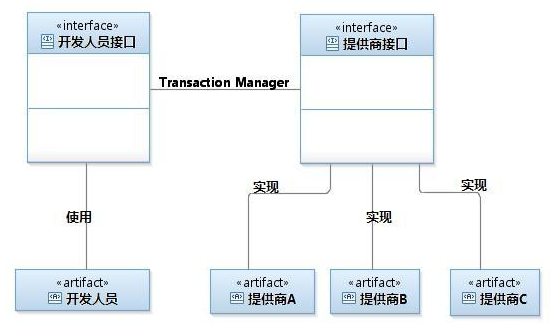 «interface»
开发人员接口
«interface»
提供商接口
Transaction Manager
使用
实现
实现
实现
«artifact»
开发人员
«artifact»
提供商A
«artifact»
提供商B
«artifact»
提供商C